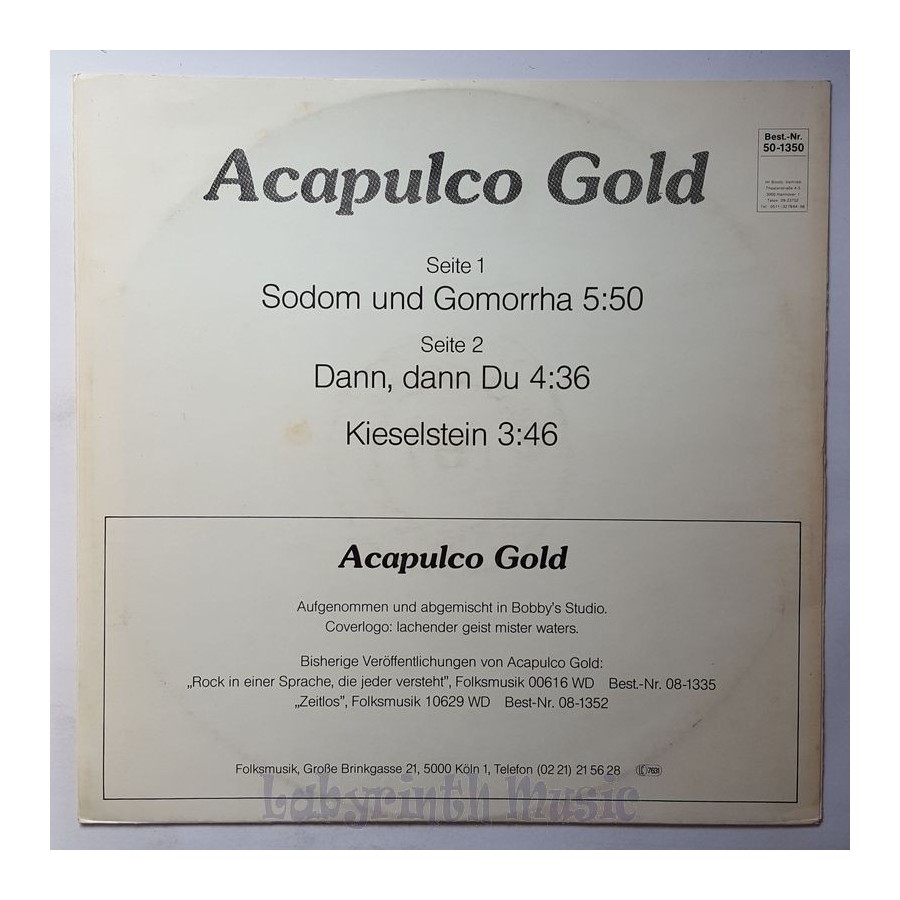 Acapulco Gold
Best.-Nr.
50-1350
Seite 1
Sodom und Gomorrha 5:50
Seite 2
Dann, dann Du 4:36
Kieselstein 3:46
Acapulco Gold
Aufgenommen und abgemischt in Bobby's Studio.
Coverlogo: lachender geist mister waters.
Bisherige Veröffentlichungen von Acapulco Gold:
„Rock in einer Sprache, die jeder versteht", Folksmusik 00616 WD Best.-Nr. 08-1335
„Zeitlos", Folksmusik 10629 WD Best-Nr. 08-1352
Folksmusik, Große Brinkgasse 21, 5000 Köln 1, Telefon (02 21) 21 56 28
Labyrinth Music